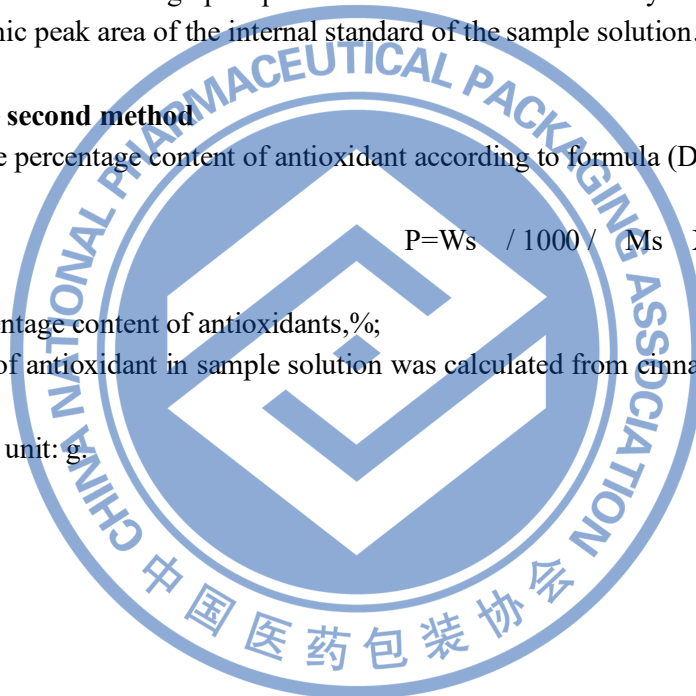 nic peak area of the internal standard of the sample solution.
second method
e percentage content of antioxidant according to formula (D
P=Ws / 1000 / Ms
ntage content of antioxidants,%;
of antioxidant in sample solution was calculated from cinna
unit: g.
CHINA NATIONAL PHARMACEUTICAL PACKAGING ASSOCIATION
中国医药包装协会